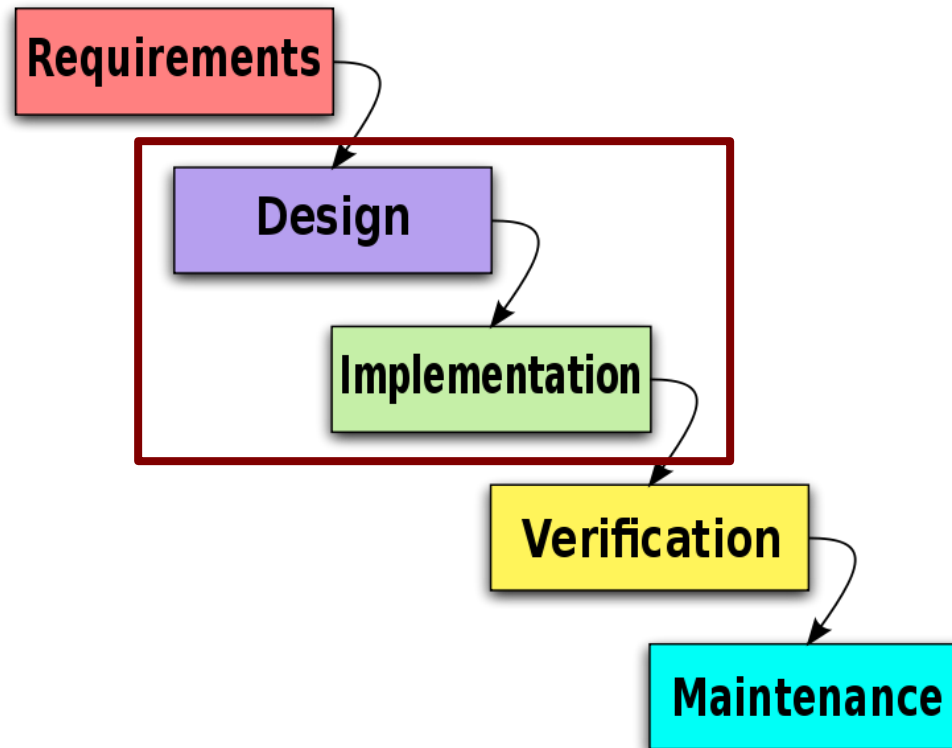 Requirements
Design
Implementation
Verification
Maintenance